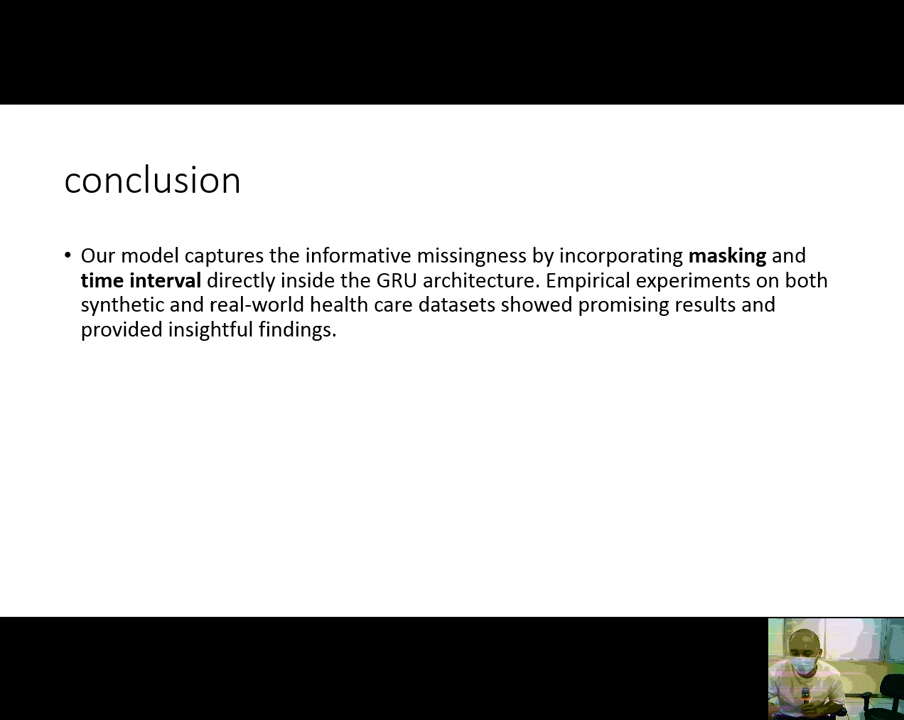 conclusion
• Our model captures the informative missingness by incorporating masking and
time interval directly inside the GRU architecture. Empirical experiments on both
synthetic and real-world health care datasets showed promising results and
provided insightful findings.